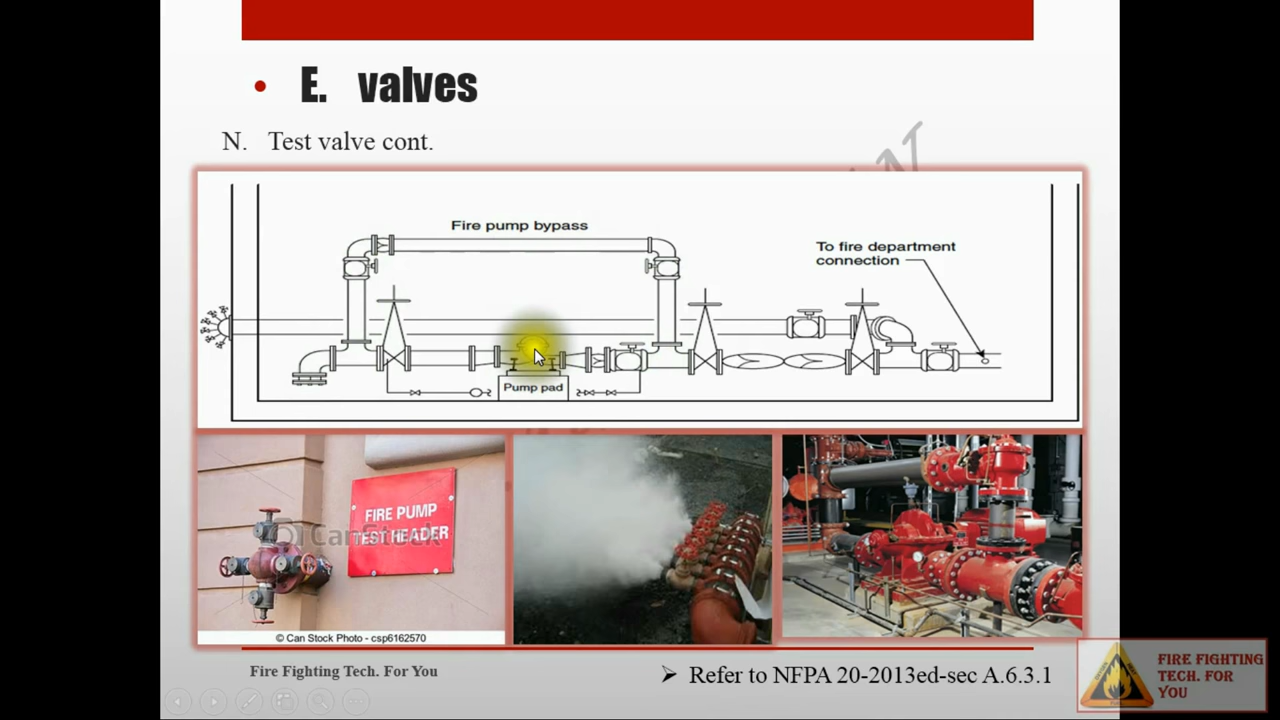 • E. valves
N. Test valve cont.
Fire pump bypass
To fire department
connection
Pump pad
FIRE PUMP
TEST HEADER
CanStock
© Can Stock Photo - csp6162570
Fire Fighting Tech. For You
➢ Refer to NFPA 20-2013ed-sec A.6.3.1
FIRE FIGHTING
TECH. FOR
YOU